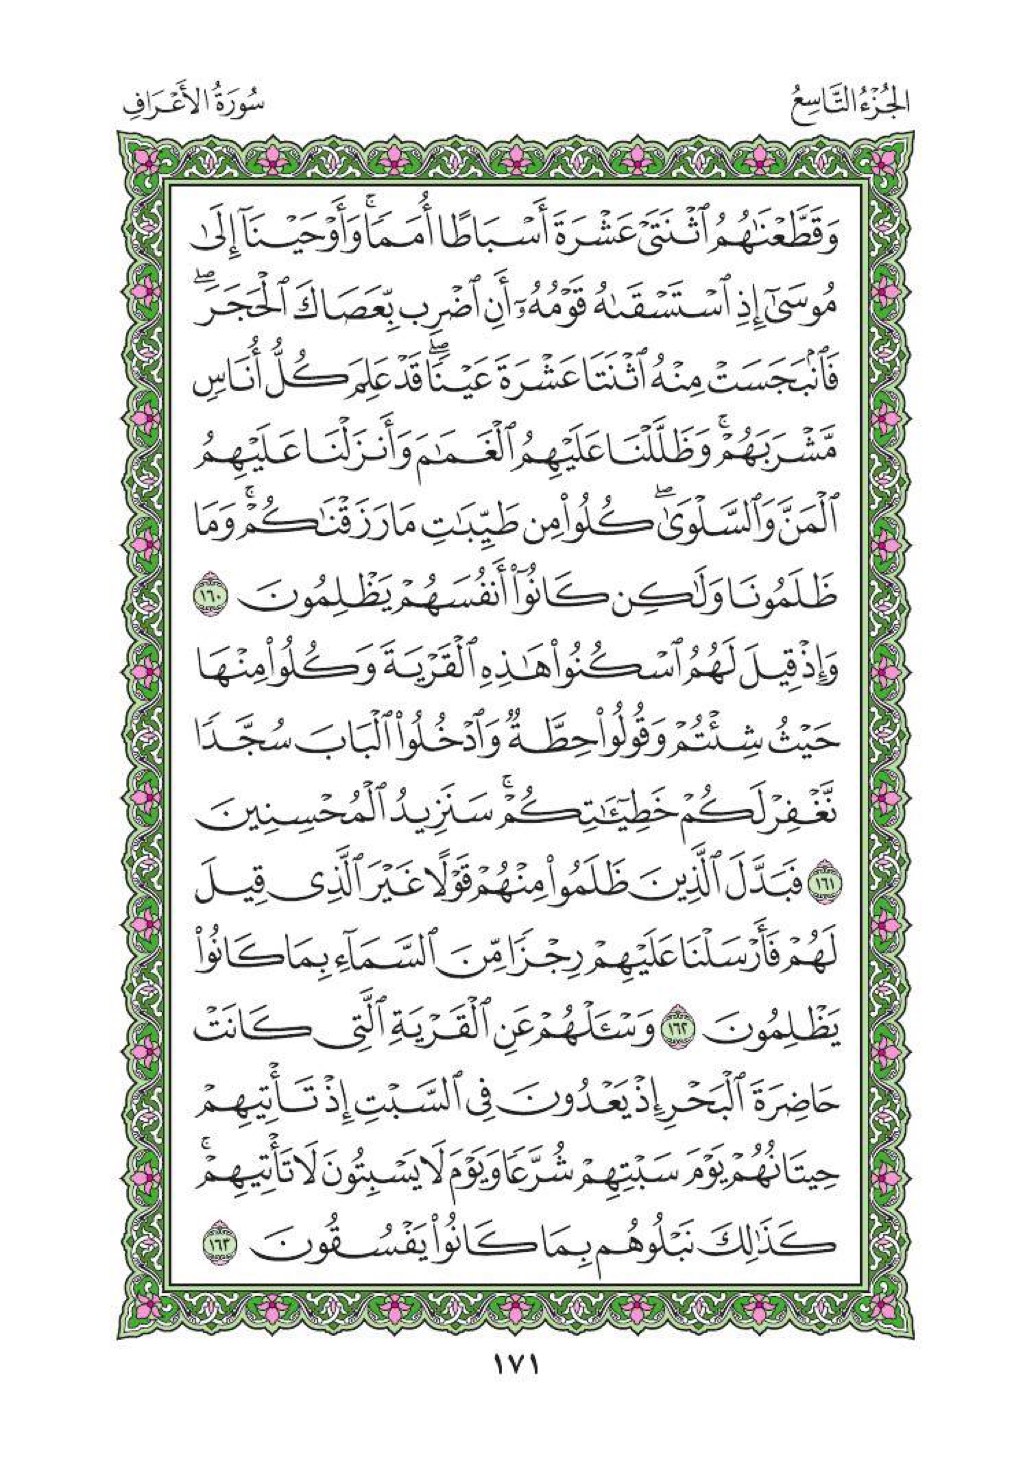 الجُزْءُ التَّاسِعُ
سُورَةُ الأَعْرَافِ
وَقَطَّعْنَٰهُمُ ٱثْنَتَىْ عَشْرَةَ أَسْبَاطًا أُمَمًاۚ وَأَوْحَيْنَآ إِلَىٰ
مُوسَىٰٓ إِذِ ٱسْتَسْقَىٰهُ قَوْمُهُۥٓ أَنِ ٱضْرِب بِّعَصَاكَ ٱلْحَجَرَۖ
فَٱنۢبَجَسَتْ مِنْهُ ٱثْنَتَا عَشْرَةَ عَيْنًاۖ قَدْ عَلِمَ كُلُّ أُنَاسٍ
مَّشْرَبَهُمْۚ وَظَلَّلْنَا عَلَيْهِمُ ٱلْغَمَٰمَ وَأَنزَلْنَا عَلَيْهِمُ
ٱلْمَنَّ وَٱلسَّلْوَىٰۖ كُلُوا۟ مِن طَيِّبَٰتِ مَا رَزَقْنَٰكُمْۚ وَمَا
ظَلَمُونَا وَلَٰكِن كَانُوٓا۟ أَنفُسَهُمْ يَظْلِمُونَ ١٦٠
وَإِذْ قِيلَ لَهُمُ ٱسْكُنُوا۟ هَٰذِهِ ٱلْقَرْيَةَ وَكُلُوا۟ مِنْهَا
حَيْثُ شِئْتُمْ وَقُولُوا۟ حِطَّةٌ وَٱدْخُلُوا۟ ٱلْبَابَ سُجَّدًا
نَّغْفِرْ لَكُمْ خَطِيٓـَٰٔتِكُمْۚ سَنَزِيدُ ٱلْمُحْسِنِينَ
١٦١ فَبَدَّلَ ٱلَّذِينَ ظَلَمُوا۟ مِنْهُمْ قَوْلًا غَيْرَ ٱلَّذِى قِيلَ
لَهُمْ فَأَرْسَلْنَا عَلَيْهِمْ رِجْزًا مِّنَ ٱلسَّمَآءِ بِمَا كَانُوا۟
يَظْلِمُونَ ١٦٢ وَسْـَٔلْهُمْ عَنِ ٱلْقَرْيَةِ ٱلَّتِى كَانَتْ
حَاضِرَةَ ٱلْبَحْرِ إِذْ يَعْدُونَ فِى ٱلسَّبْتِ إِذْ تَأْتِيهِمْ
حِيتَانُهُمْ يَوْمَ سَبْتِهِمْ شُرَّعًا وَيَوْمَ لَا يَسْبِتُونَ لَا تَأْتِيهِمْۚ
كَذَٰلِكَ نَبْلُوهُم بِمَا كَانُوا۟ يَفْسُقُونَ ١٦٣
١٧١